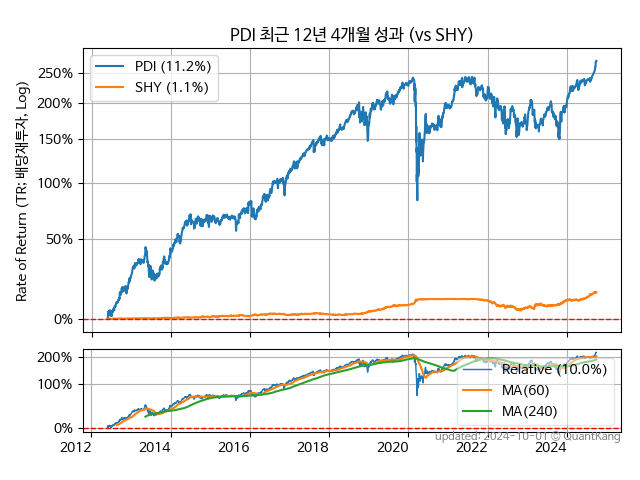 PDI 최근 12년 4개월 성과 (vs SHY)
PDI (11.2%)
SHY (1.1%)
250%
200%
150%
100%
50%
0%
Rate of Return (TR: 배당재투자, Log)
200%
100%
0%
Relative (10.0%)
MA(60)
MA(240)
2012 2014 2016 2018 2020 2022 2024
updated: 2024-10-01 © QuantKang